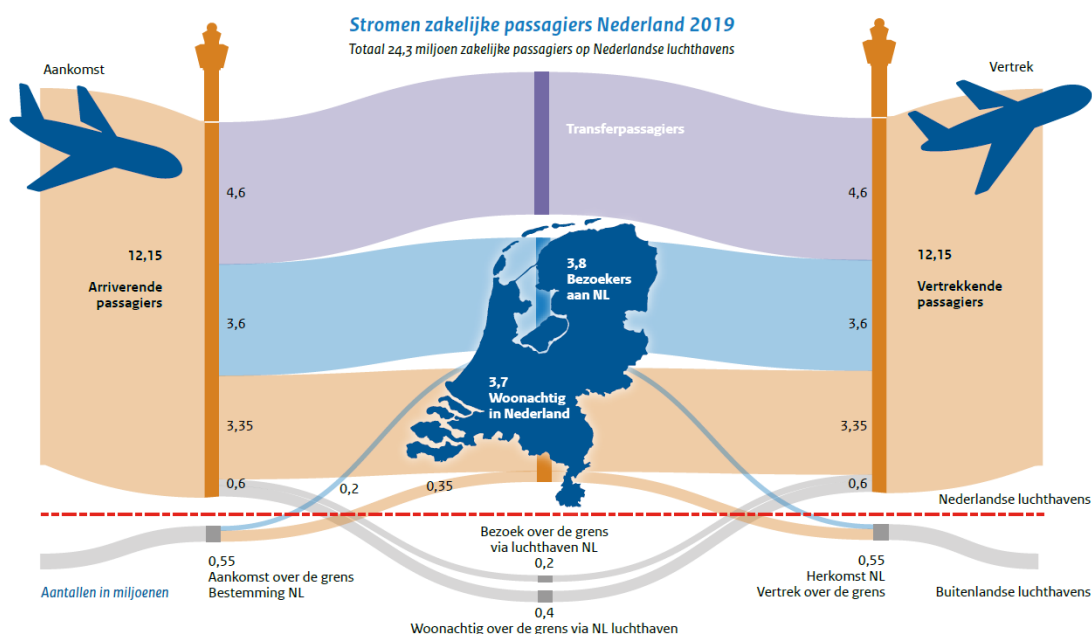 Stromen zakelijke passagiers Nederland 2019
Totaal 24,3 miljoen zakelijke passagiers op Nederlandse luchthavens
Aankomst
Vertrek
Transferpassagiers
4,6
4,6
12,15
Arriverende
passagiers
3,8
Bezoekers
aan NL
12,15
Vertrekkende
passagiers
3,6
3,6
3,7
Woonachtig
in Nederland
3,35
3,35
0,6
0,2
0,35
0,6
Nederlandse luchthavens
0,55
Aankomst over de grens
Bestemming NL
Bezoek over de grens
via luchthaven NL
0,2
0,55
Herkomst NL
Vertrek over de grens
Aantallen in miljoenen
Buitenlandse luchthavens
0,4
Woonachtig over de grens via NL luchthaven